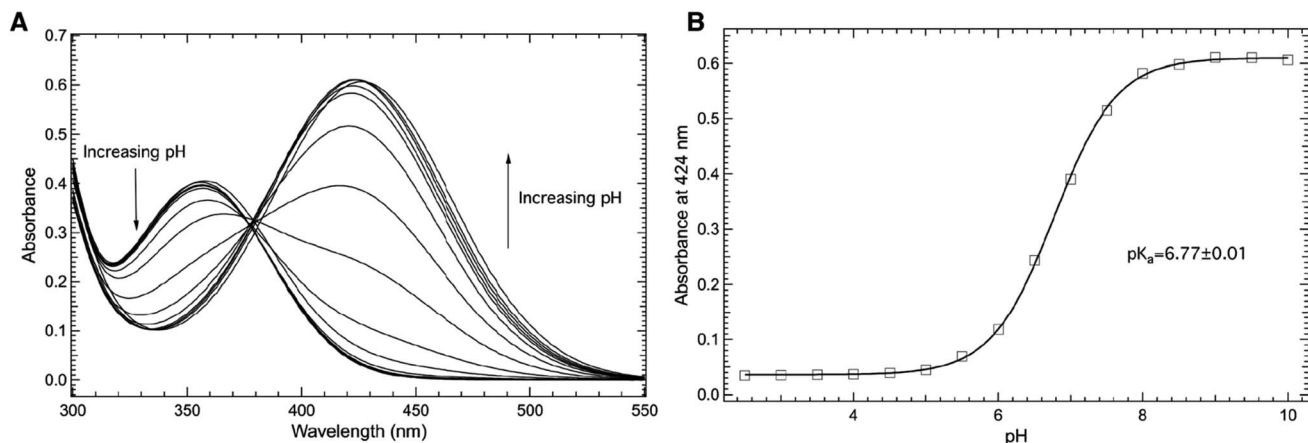 A
0.7
0.6
0.5
0.4
0.3
0.2
0.1
0.0
Absorbance
Increasing pH
Increasing pH
300
350
400
450
500
550
Wavelength (nm)
B
0.6
0.5
0.4
0.3
0.2
0.1
0.0
Absorbance at 424 nm
pKa=6.77±0.01
4
6
8
10
pH